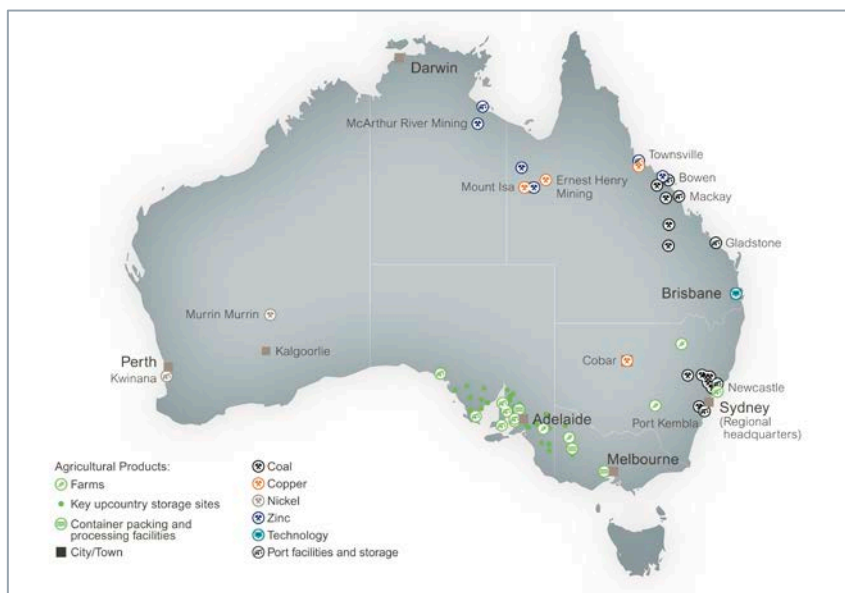 Darwin
McArthur River Mining
Townsville
Bowen
Mount Isa
Ernest Henry
Mining
Mackay
Gladstone
Brisbane
Murrin Murrin
Kalgoorlie
Perth
Kwinana
Cobar
Newcastle
Sydney
(Regional
headquarters)
Port Kembla
Adelaide
Melbourne
Agricultural Products:
Farms
Key upcountry storage sites
Container packing and
processing facilities
City/Town
Coal
Copper
Nickel
Zinc
Technology
Port facilities and storage